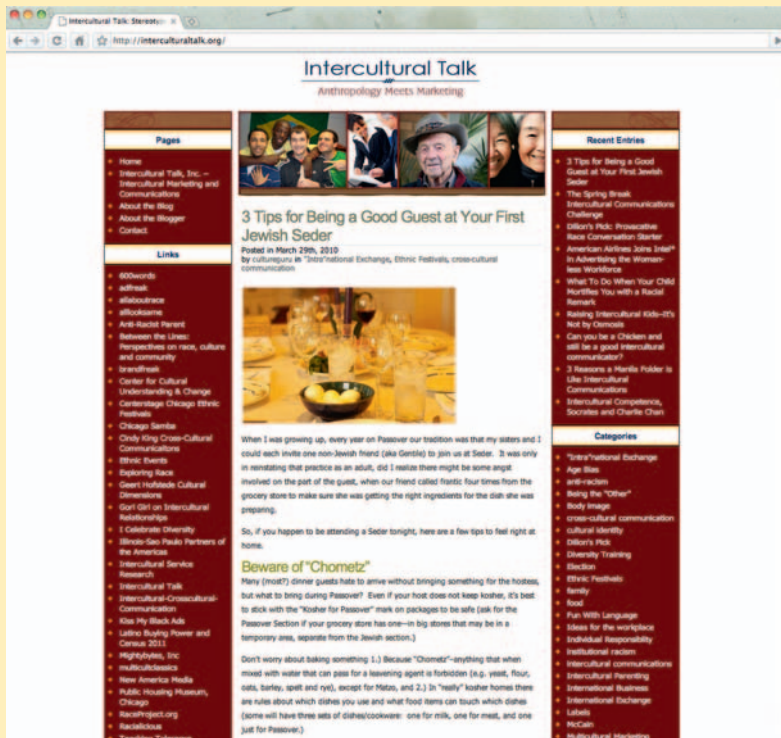 Intercultural Talk: Stereoty
http://interculturaltalk.org/
Intercultural Talk
Anthropology Meets Marketing
Pages
Home
Intercultural Talk, Inc. –
Intercultural Marketing and
Communications
About the Blog
About the Blogger
Contact
Links
600words
adfreak
allaboutrace
alllooksame
Anti-Racist Parent
Between the Lines:
Perspectives on race, culture
and community
brandfreak
Center for Cultural
Understanding & Change
Centerstage Chicago Ethnic
Festivals
Chicago Samba
Cindy King Cross-Cultural
Communicaitons
Ethnic Events
Exploring Race
Geert Hofstede Cultural
Dimensions
Gori Girl on Intercultural
Relationships
I Celebrate Diversity
Illinois-Sao Paulo Partners of
the Americas
Intercultural Service
Research
Intercultural Talk
Intercultural-Crosscultural-
Communication
Kiss My Black Ads
Latino Buying Power and
Census 2011
Mightybytes, Inc
multicultclassics
New America Media
Public Housing Museum,
Chicago
RaceProject.org
Racialicious
Teaching Tolerance
3 Tips for Being a Good Guest at Your First
Jewish Seder
Posted in March 29th, 2010
by cultureguru in "Intra"national Exchange, Ethnic Festivals, cross-cultural
communication
When I was growing up, every year on Passover our tradition was that my sisters and I
could each invite one non-Jewish friend (aka Gentile) to join us at Seder. It was only
in reinstating that practice as an adult, did I realize there might be some angst
involved on the part of the guest, when our friend called frantic four times from the
grocery store to make sure she was getting the right ingredients for the dish she was
preparing.
So, if you happen to be attending a Seder tonight, here are a few tips to feel right at
home.
Beware of "Chometz"
Many (most?) dinner guests hate to arrive without bringing something for the hostess,
but what to bring during Passover? Even if your host does not keep kosher, it's best
to stick with the "Kosher for Passover" mark on packages to be safe (ask for the
Passover Section if your grocery store has one—in big stores that may be in a
temporary area, separate from the Jewish section.)
Don't worry about baking something 1.) Because "Chometz"–anything that when
mixed with water that can pass for a leavening agent is forbidden (e.g. yeast, flour,
oats, barley, spelt and rye), except for Matzo, and 2.) In "really" kosher homes there
are rules about which dishes you use and what food items can touch which dishes
(some will have three sets of dishes/cookware: one for milk, one for meat, and one
just for Passover.)
Recent Entries
3 Tips for Being a Good
Guest at Your First Jewish
Seder
The Spring Break
Intercultural Communications
Challenge
Dillon's Pick: Provacative
Race Conversation Starter
American Airlines Joins Intel®
in Advertising the Woman-
less Workforce
What To Do When Your Child
Mortifies You with a Racial
Remark
Raising Intercultural Kids–It's
Not by Osmosis
Can you be a Chicken and
still be a good intercultural
communicator?
3 Reasons a Manila Folder is
Like Intercultural
Communications
Intercultural Competence,
Socrates and Charlie Chan
Categories
"Intra"national Exchange
Age Bias
anti-racism
Being the "Other"
Body Image
cross-cultural communication
cultural identity
Dillon's Pick
Diversity Training
Election
Ethnic Festivals
family
food
Fun With Language
Ideas for the workplace
Individual Responsiblity
institutional racism
intercultural communications
Intercultural Parenting
International Business
International Exchange
Labels
McCain
Multicultural Marketing